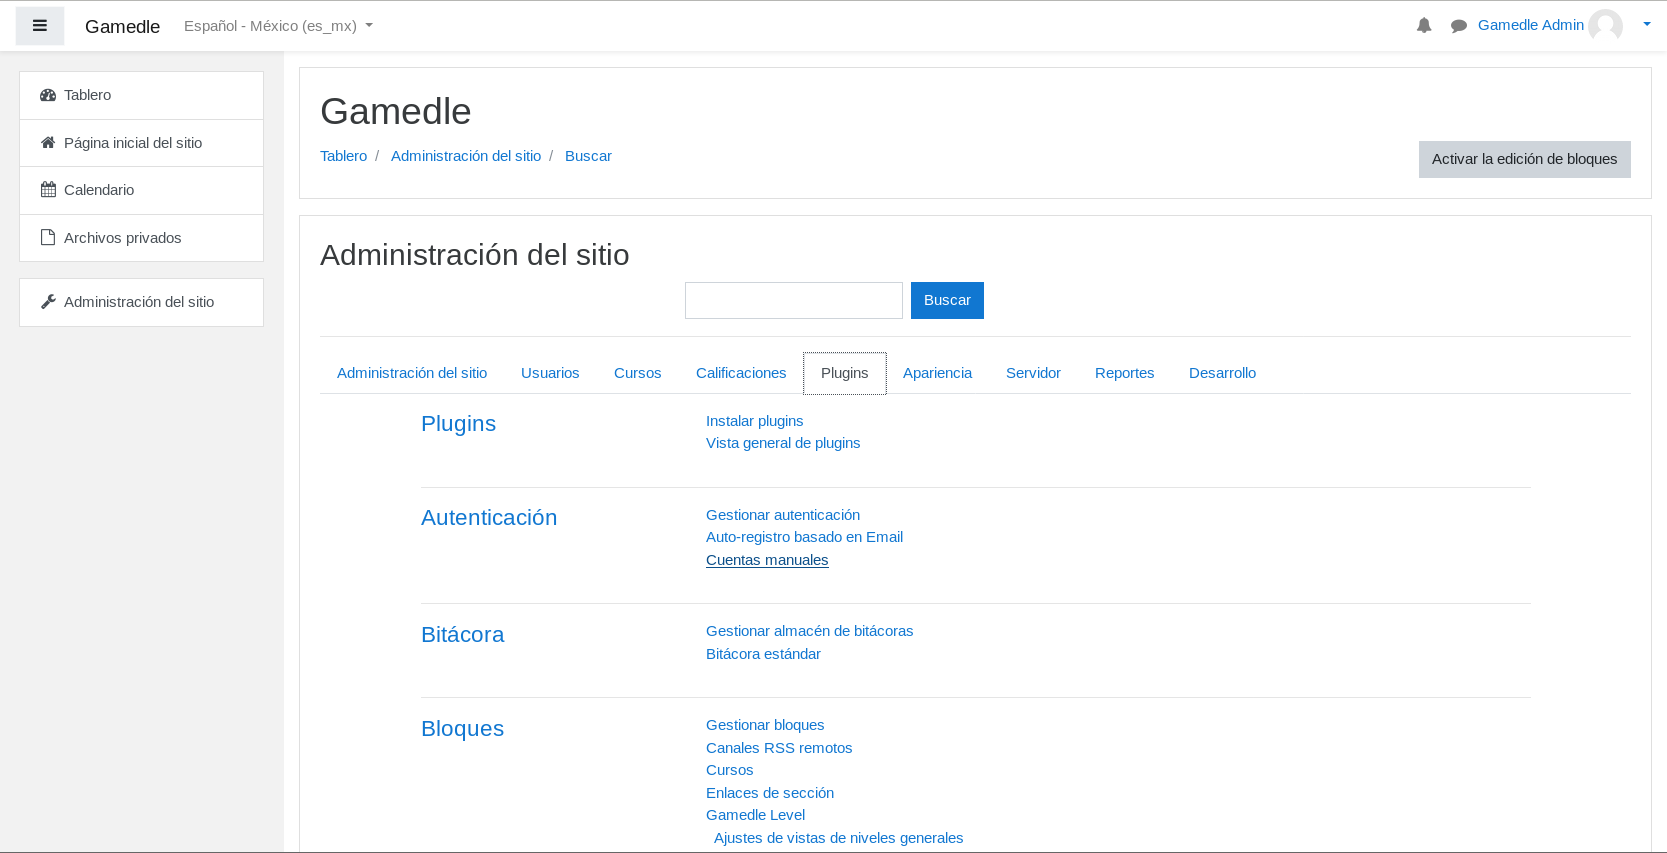 Gamedle Español - México (es_mx) Gamedle Admin
Tablero
Página inicial del sitio
Calendario
Archivos privados
Administración del sitio
Gamedle
Tablero / Administración del sitio / Buscar
Activar la edición de bloques
Administración del sitio
Buscar
Administración del sitio Usuarios Cursos Calificaciones Plugins Apariencia Servidor Reportes Desarrollo
Plugins
Instalar plugins
Vista general de plugins
Autenticación
Gestionar autenticación
Auto-registro basado en Email
Cuentas manuales
Bitácora
Gestionar almacén de bitácoras
Bitácora estándar
Bloques
Gestionar bloques
Canales RSS remotos
Cursos
Enlaces de sección
Gamedle Level
Ajustes de vistas de niveles generales